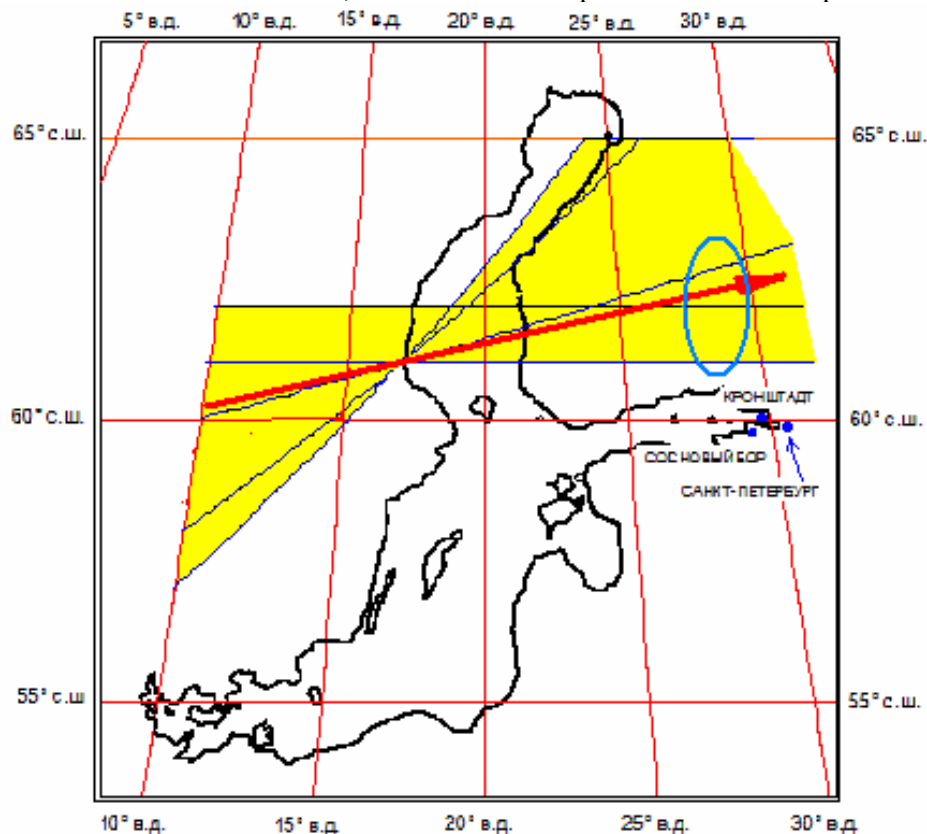 5° в.д. 10° в.д. 15° в.д. 20° в.д. 25° в.д. 30° в.д.
65° с.ш. 65° с.ш.
КРОНШТАДТ
60° с.ш. 60° с.ш.
СОСНОВЫЙ БОР
САНКТ-ПЕТЕРБУРГ
55° с.ш 55° с.ш.
10° в.д. 15° в.д. 20° в.д. 25° в.д. 30° в.д.